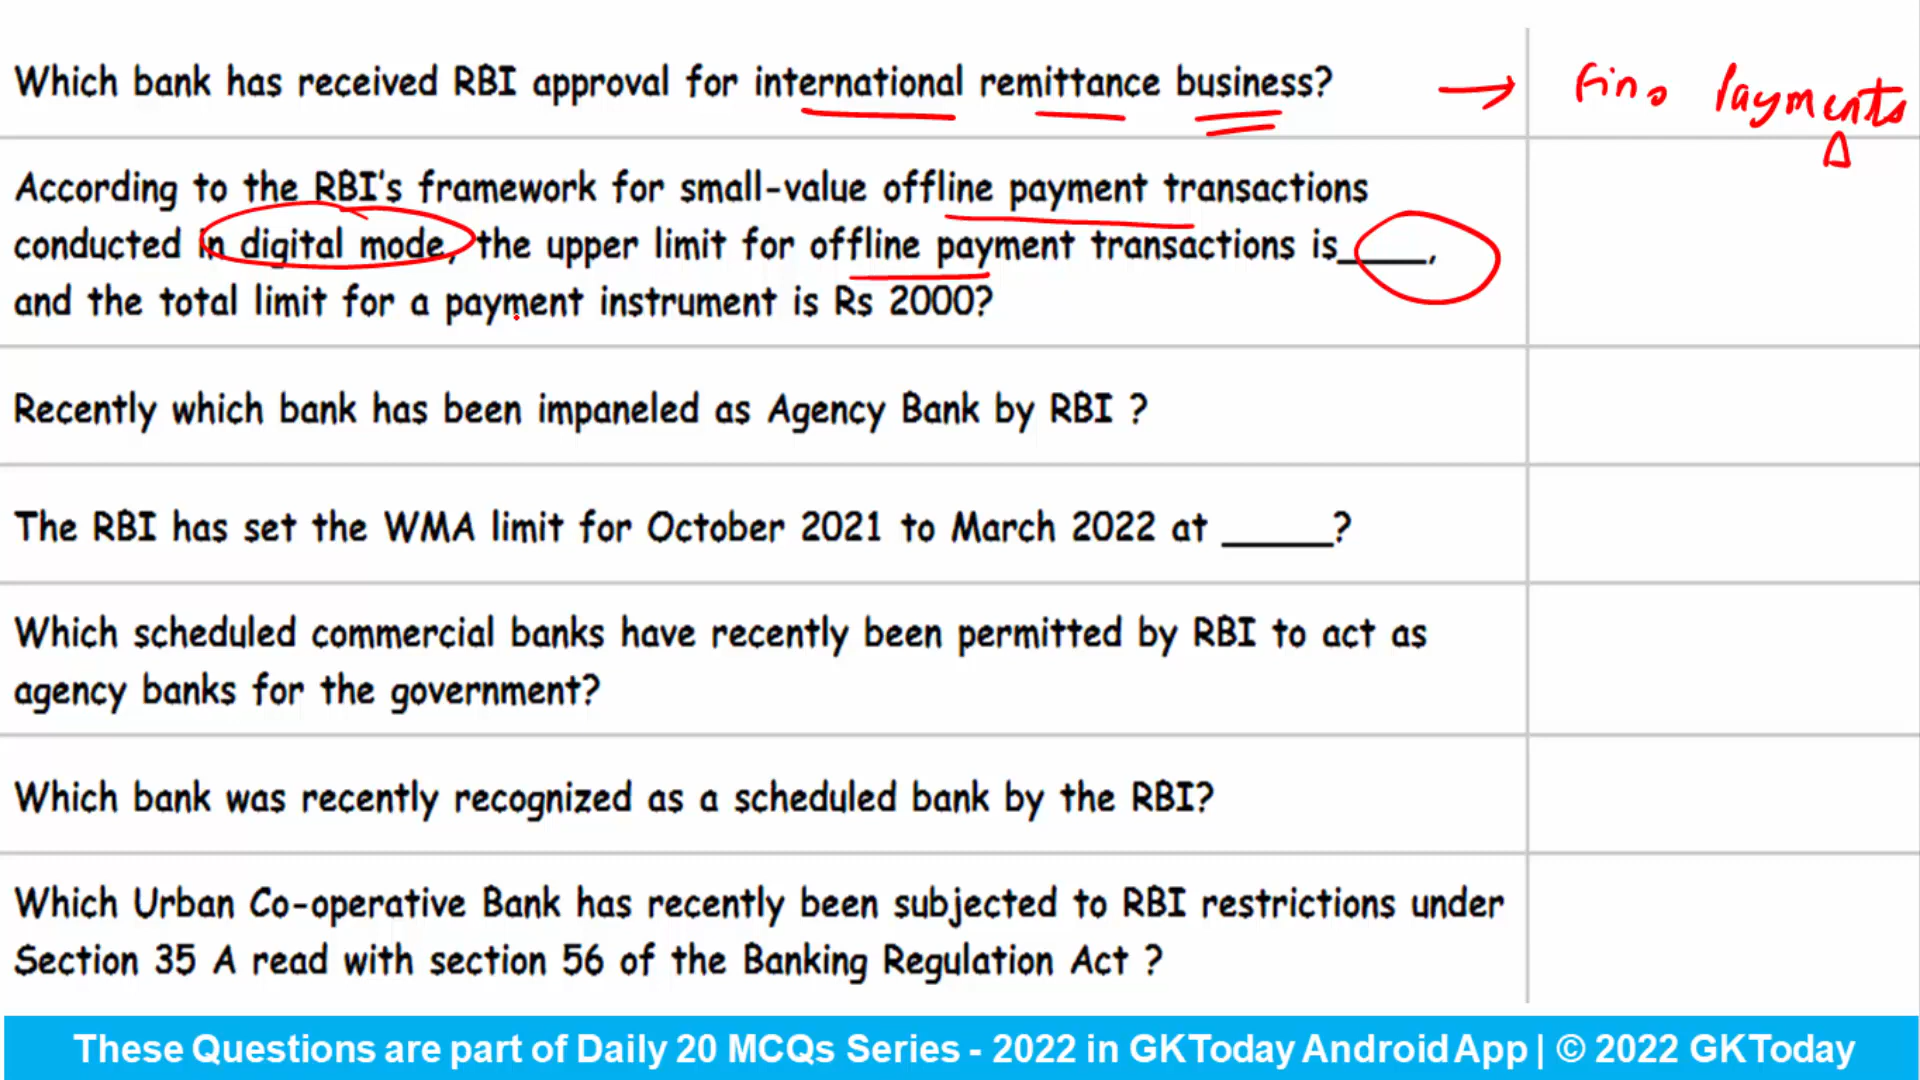 Which bank has received RBI approval for international remittance business?
Fino Payments
According to the RBI's framework for small-value offline payment transactions
conducted in digital mode, the upper limit for offline payment transactions is____,
and the total limit for a payment instrument is Rs 2000?
Recently which bank has been impaneled as Agency Bank by RBI ?
The RBI has set the WMA limit for October 2021 to March 2022 at _____?
Which scheduled commercial banks have recently been permitted by RBI to act as
agency banks for the government?
Which bank was recently recognized as a scheduled bank by the RBI?
Which Urban Co-operative Bank has recently been subjected to RBI restrictions under
Section 35 A read with section 56 of the Banking Regulation Act ?
These Questions are part of Daily 20 MCQs Series - 2022 in GKToday Android App | © 2022 GKToday